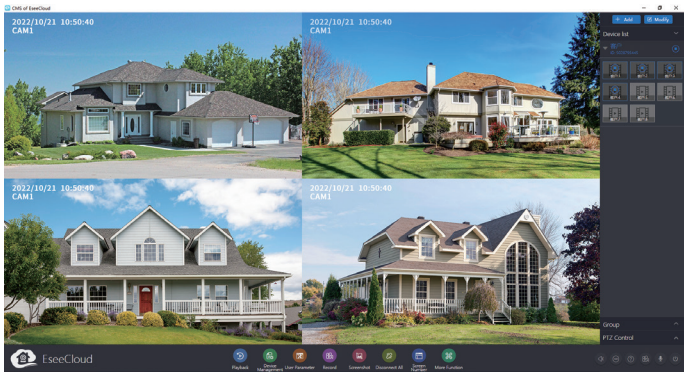 CMS of EseeCloud
+ Add
Modify
Device list
2022/10/21 10:50:40
CAM1
2022/10/21 10:50:40
CAM1
2022/10/21 10:50:40
CAM1
2022/10/21 10:50:40
CAM1
Group
PTZ Control
EseeCloud
Playback
Device Management
User Parameter
Record
Screenshot
Disconnect All
Screen Number
More Function